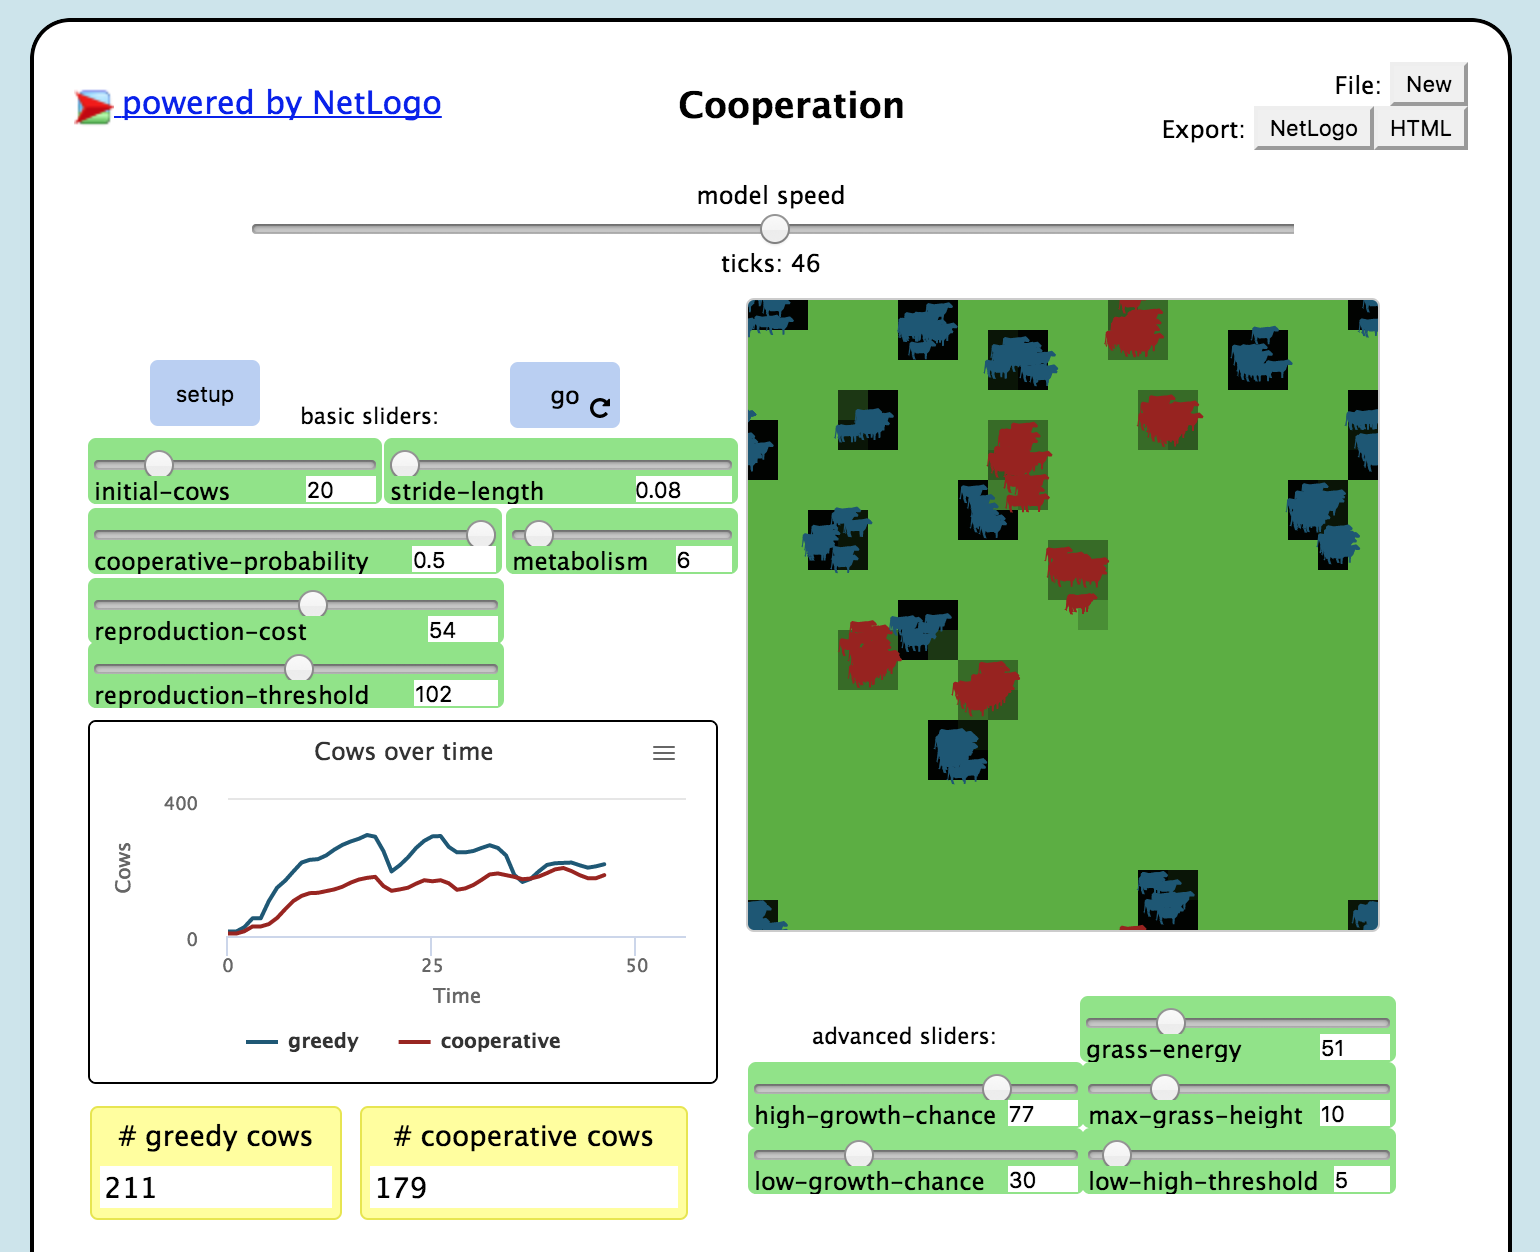 powered by NetLogo
Cooperation
File: New
Export: NetLogo HTML
model speed
ticks: 46
setup
basic sliders:
go
initial-cows 20
stride-length 0.08
cooperative-probability 0.5
metabolism 6
reproduction-cost 54
reproduction-threshold 102
Cows over time
400
Cows
0
0 25 50
Time
greedy cooperative
# greedy cows
211
# cooperative cows
179
advanced sliders:
grass-energy 51
high-growth-chance 77
max-grass-height 10
low-growth-chance 30
low-high-threshold 5